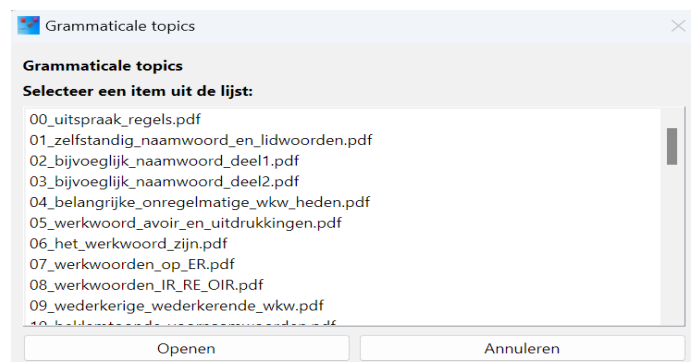 Grammaticale topics
Grammaticale topics
Selecteer een item uit de lijst:
00_uitspraak_regels.pdf
01_zelfstandig_naamwoord_en_lidwoorden.pdf
02_bijvoeglijk_naamwoord_deel1.pdf
03_bijvoeglijk_naamwoord_deel2.pdf
04_belangrijke_onregelmatige_wkw_heden.pdf
05_werkwoord_avoir_en_uitdrukkingen.pdf
06_het_werkwoord_zijn.pdf
07_werkwoorden_op_ER.pdf
08_werkwoorden_IR_RE_OIR.pdf
09_wederkerige_wederkerende_wkw.pdf
Openen Annuleren